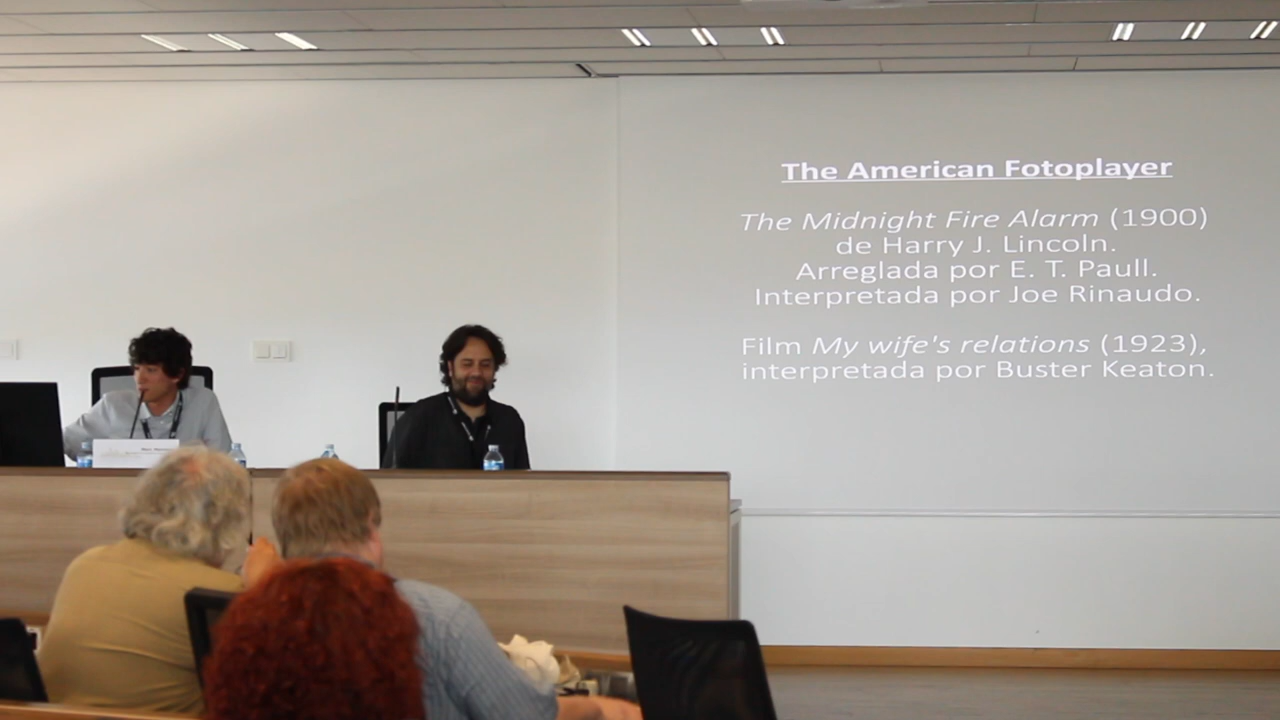 The American Fotoplayer
The Midnight Fire Alarm (1900)
de Harry J. Lincoln.
Arreglada por E. T. Paull.
Interpretada por Joe Rinaudo.
Film My wife's relations (1923),
interpretada por Buster Keaton.